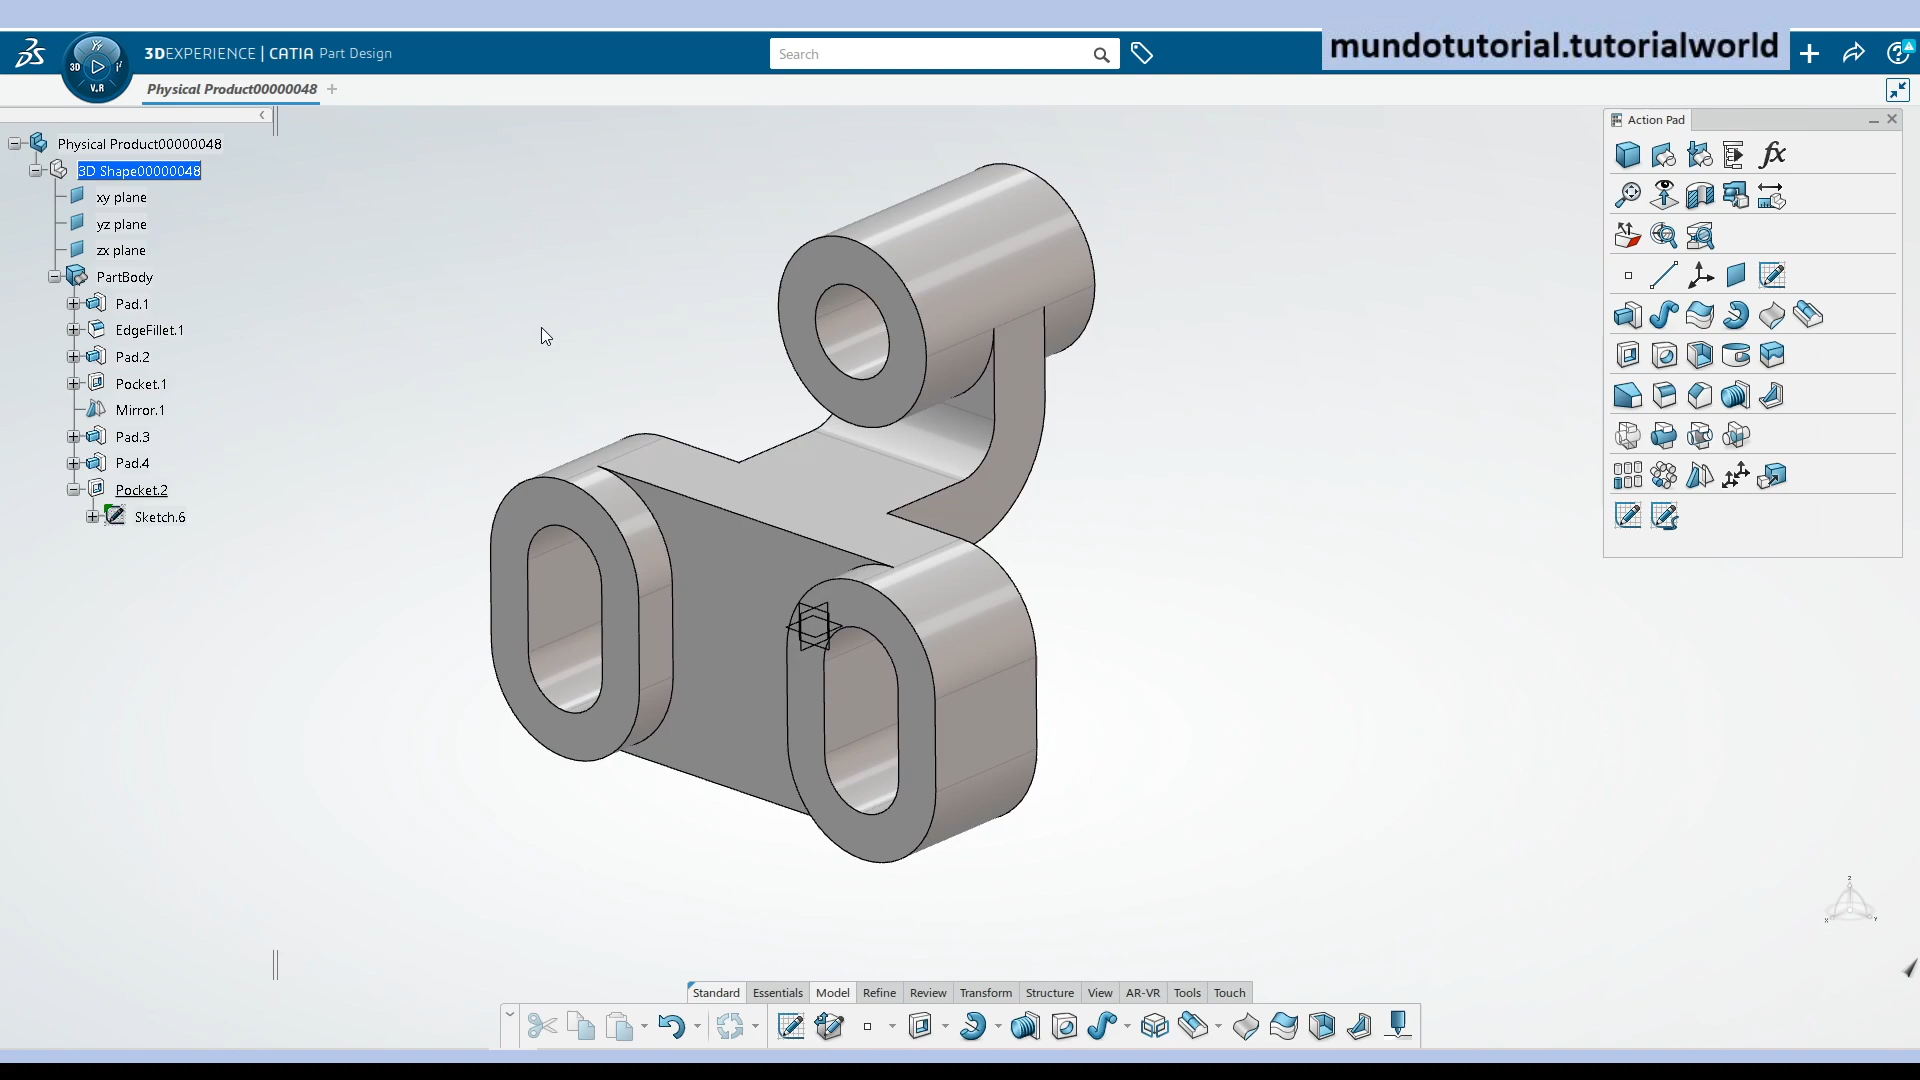 3DEXPERIENCE | CATIA Part Design
Search
mundotutorial.tutorialworld
3D
V.R
Physical Product00000048
Action Pad
Physical Product00000048
3D Shape00000048
xy plane
yz plane
zx plane
PartBody
Pad.1
EdgeFillet.1
Pad.2
Pocket.1
Mirror.1
Pad.3
Pad.4
Pocket.2
Sketch.6
fx
z
x
y
Standard Essentials Model Refine Review Transform Structure View AR-VR Tools Touch